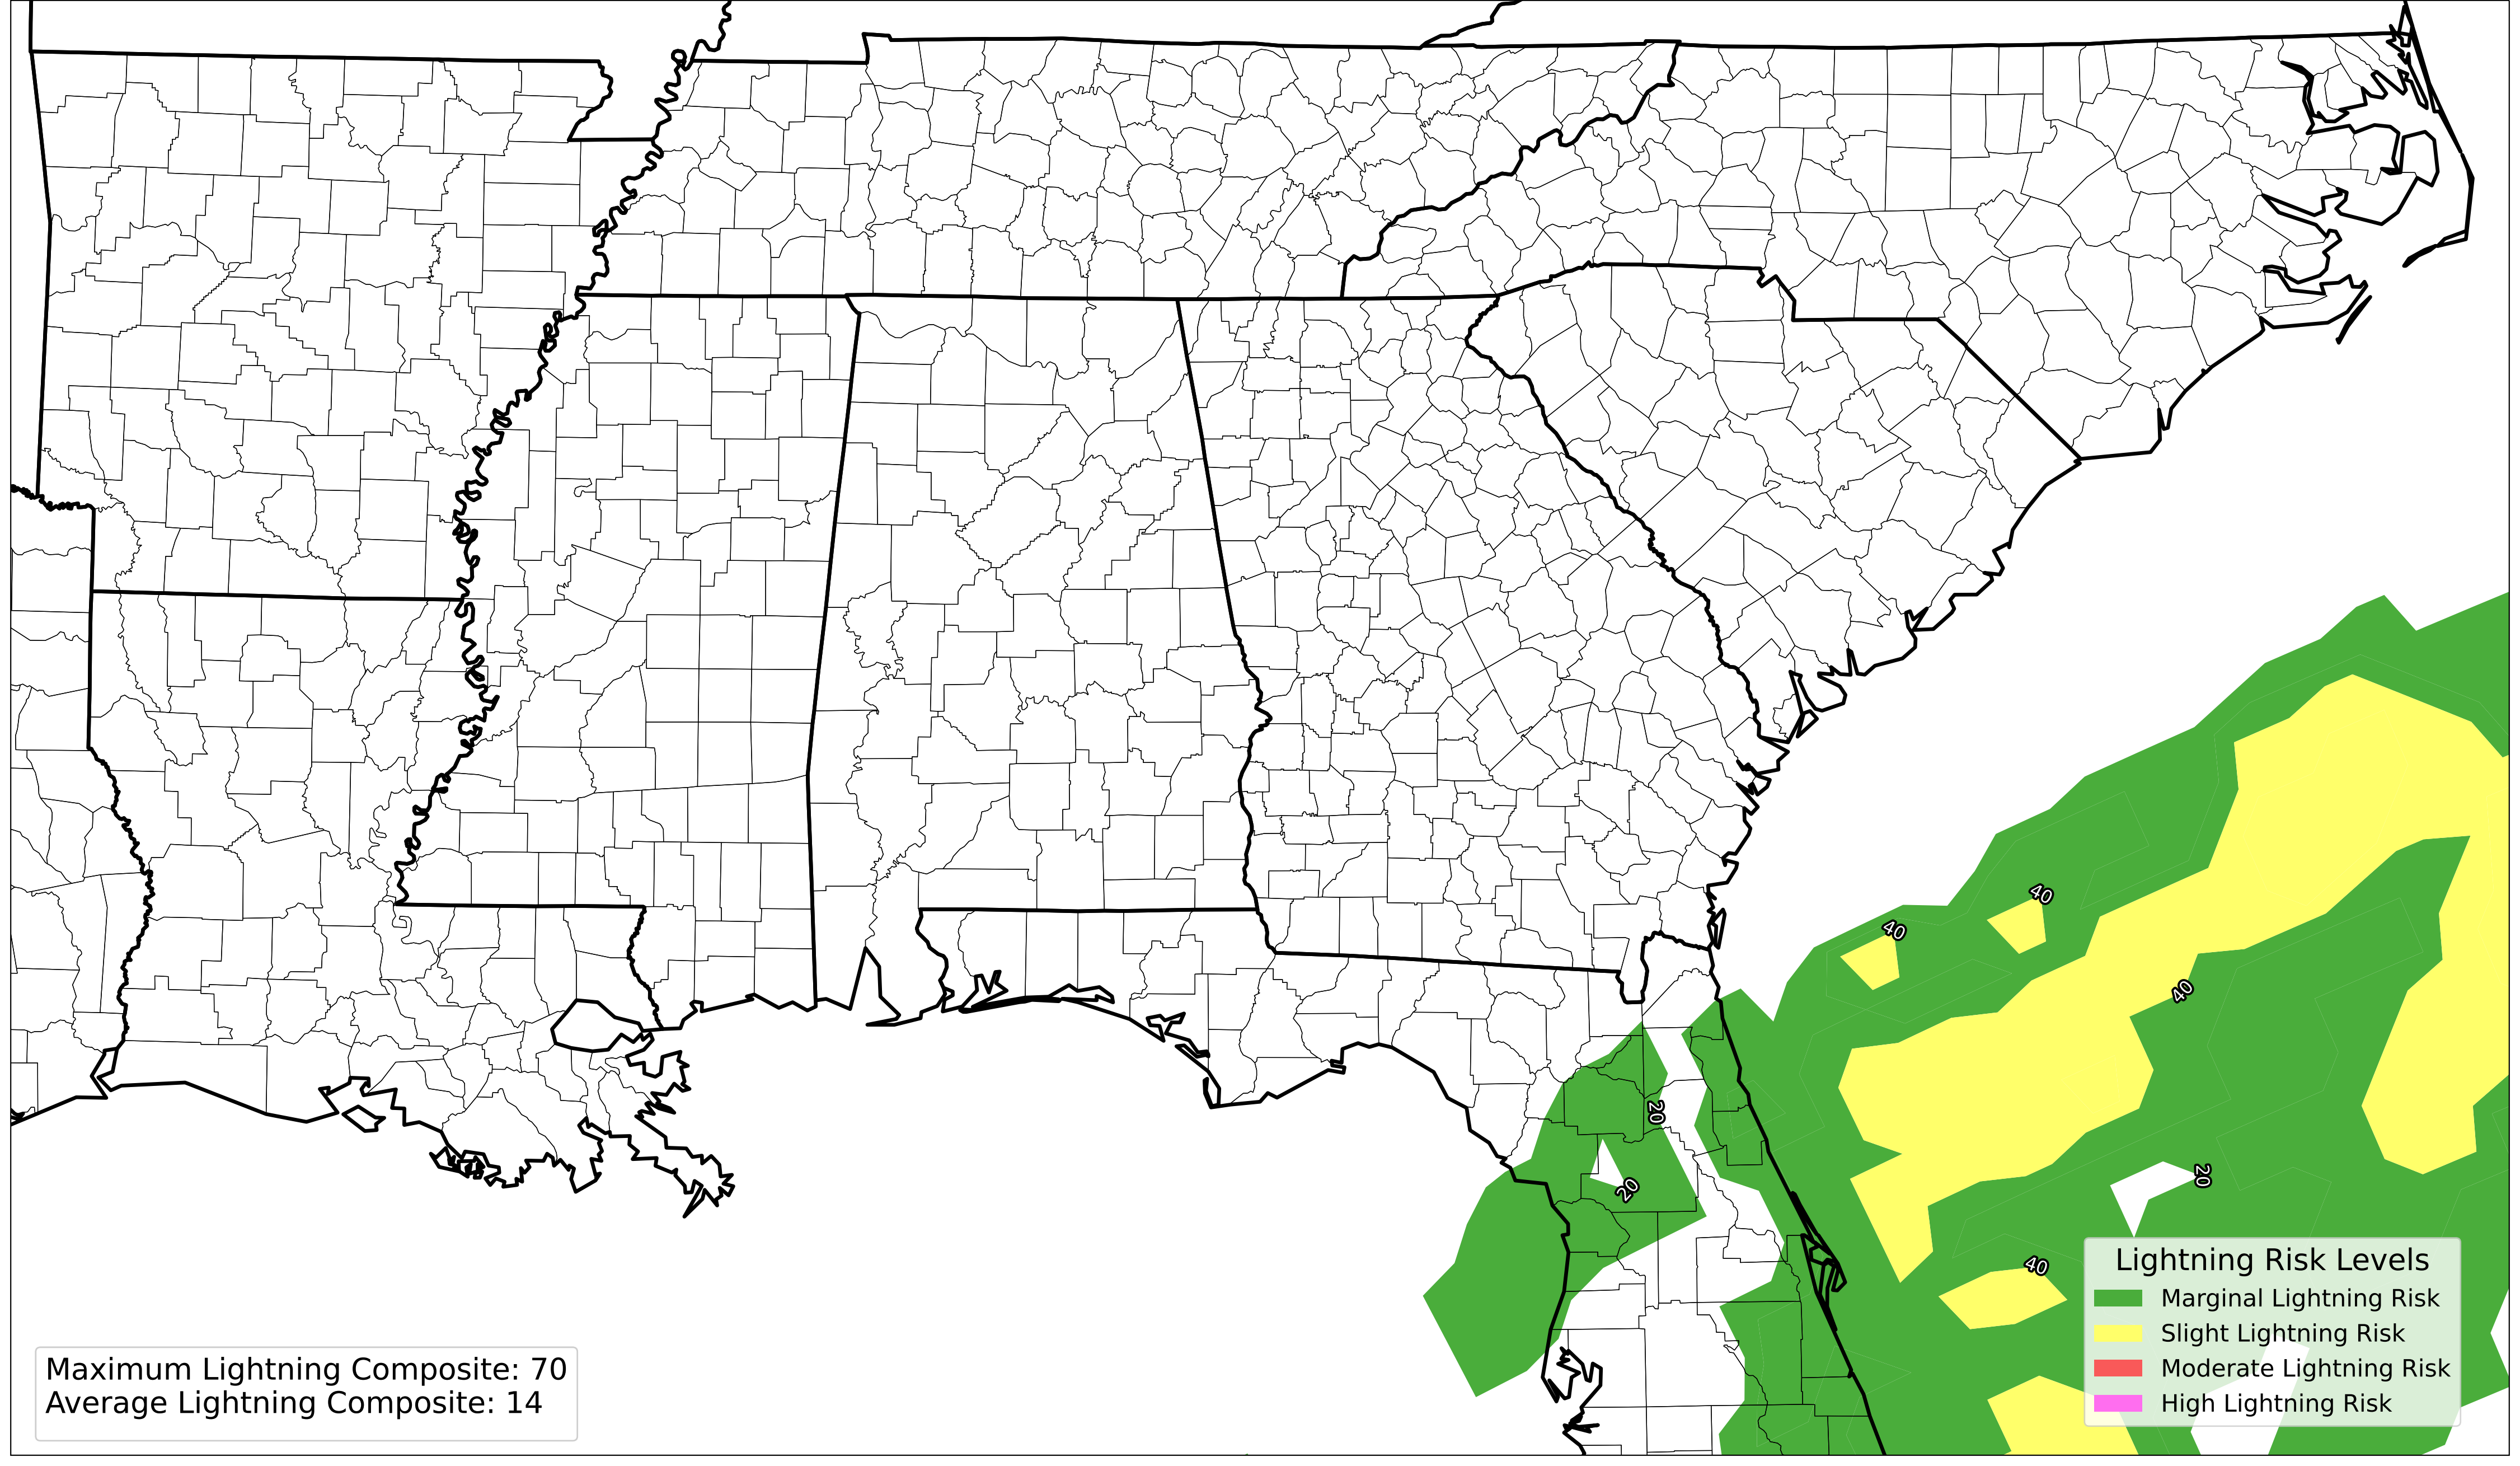 40
40
40
20
20
20
40
Lightning Risk Levels
Marginal Lightning Risk
Slight Lightning Risk
Moderate Lightning Risk
High Lightning Risk
Maximum Lightning Composite: 70
Average Lightning Composite: 14